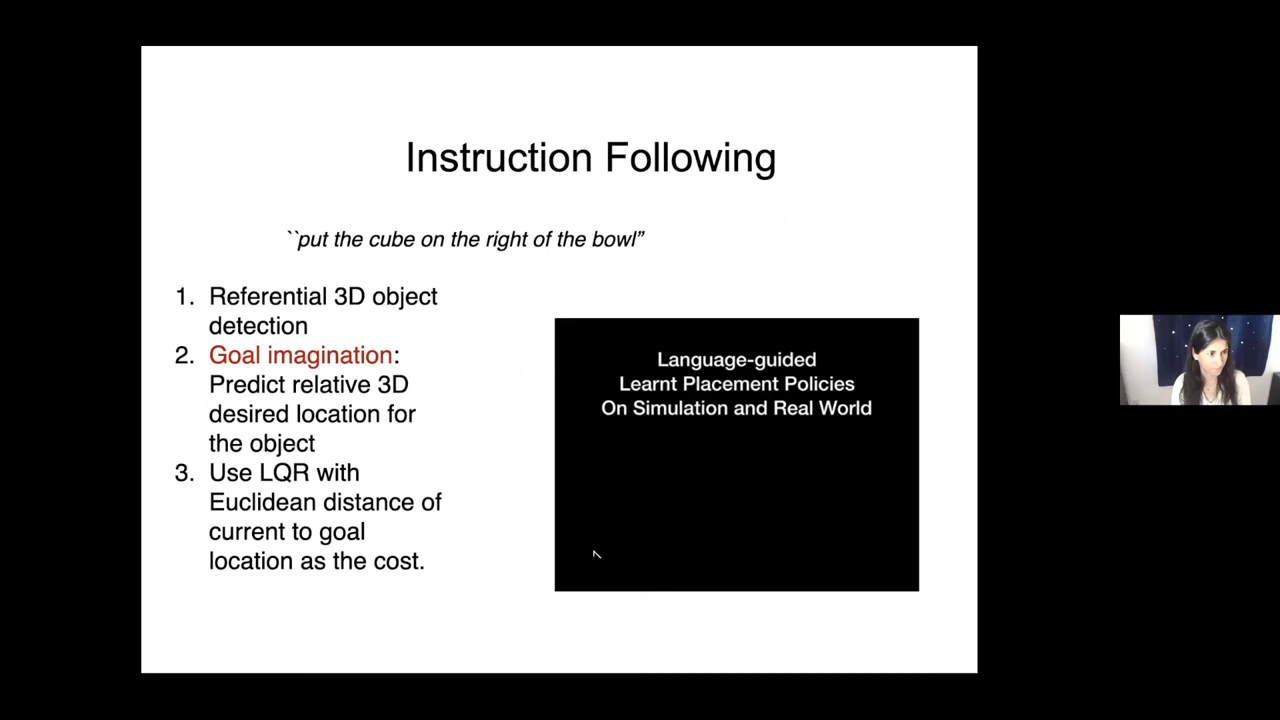 Instruction Following
``put the cube on the right of the bowl”
1. Referential 3D object
detection
2. Goal imagination:
Predict relative 3D
desired location for
the object
3. Use LQR with
Euclidean distance of
current to goal
location as the cost.
Language-guided
Learnt Placement Policies
On Simulation and Real World